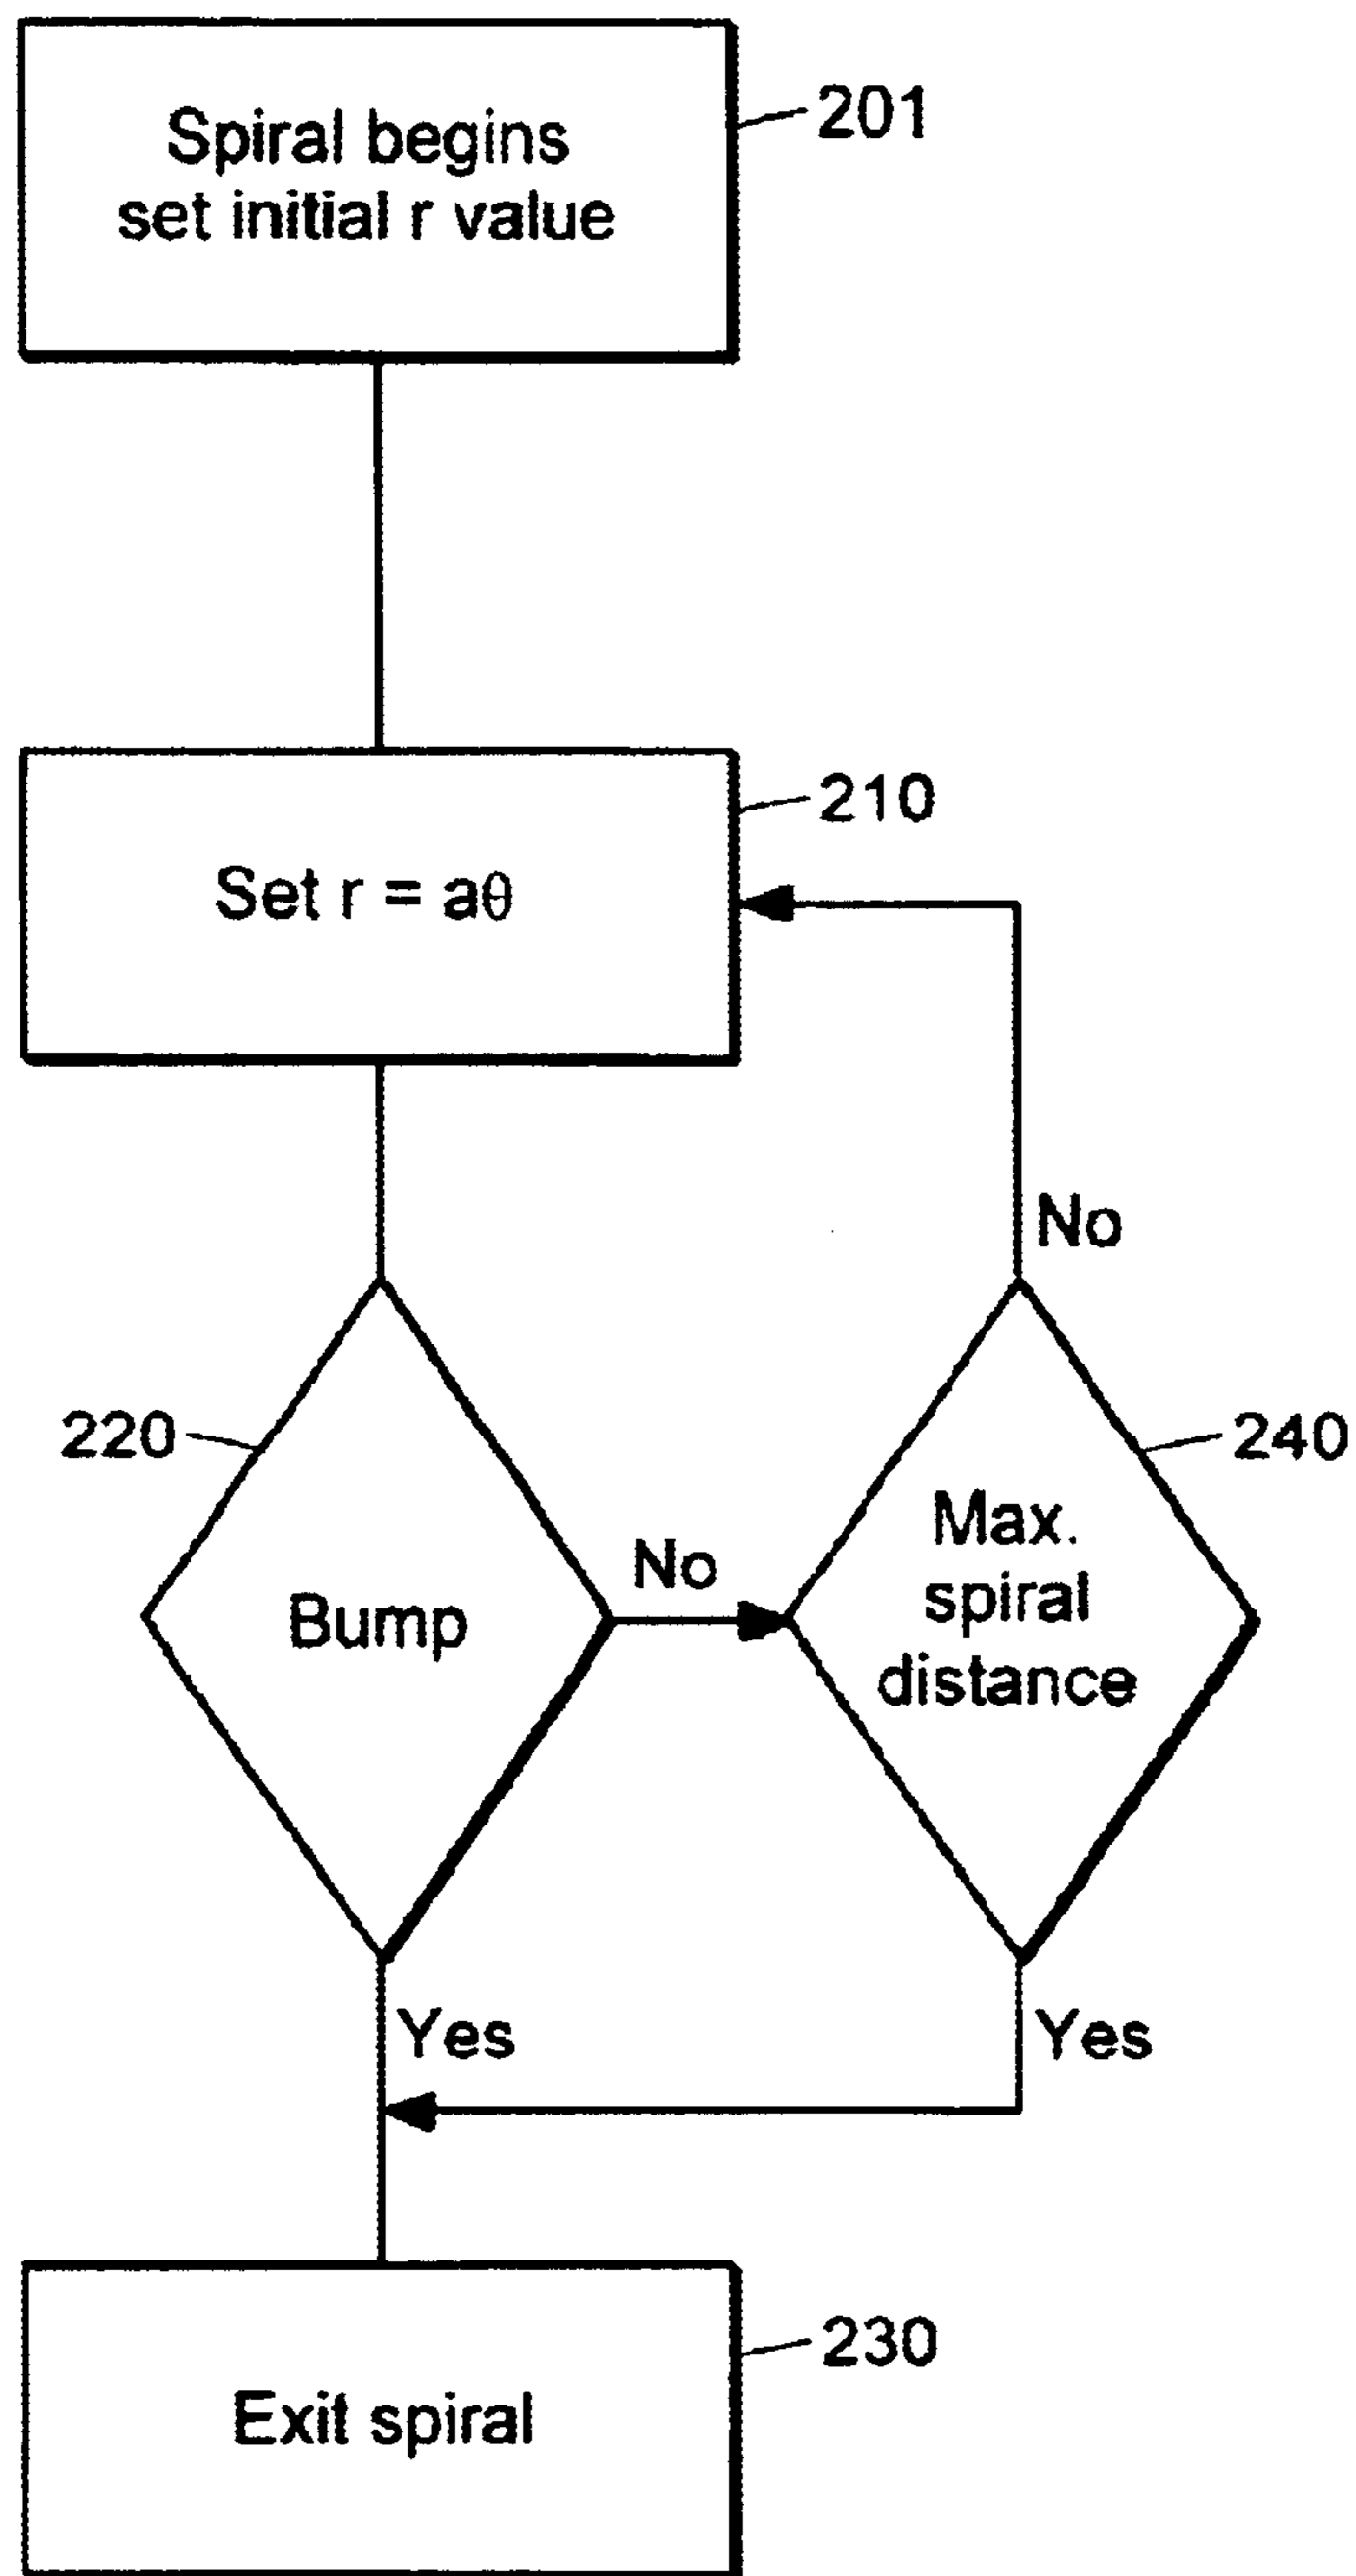 Spiral begins
set initial r value
201
Set r = aθ
210
No
220
Bump
No
240
Max.
spiral
distance
Yes
Yes
Exit spiral
230